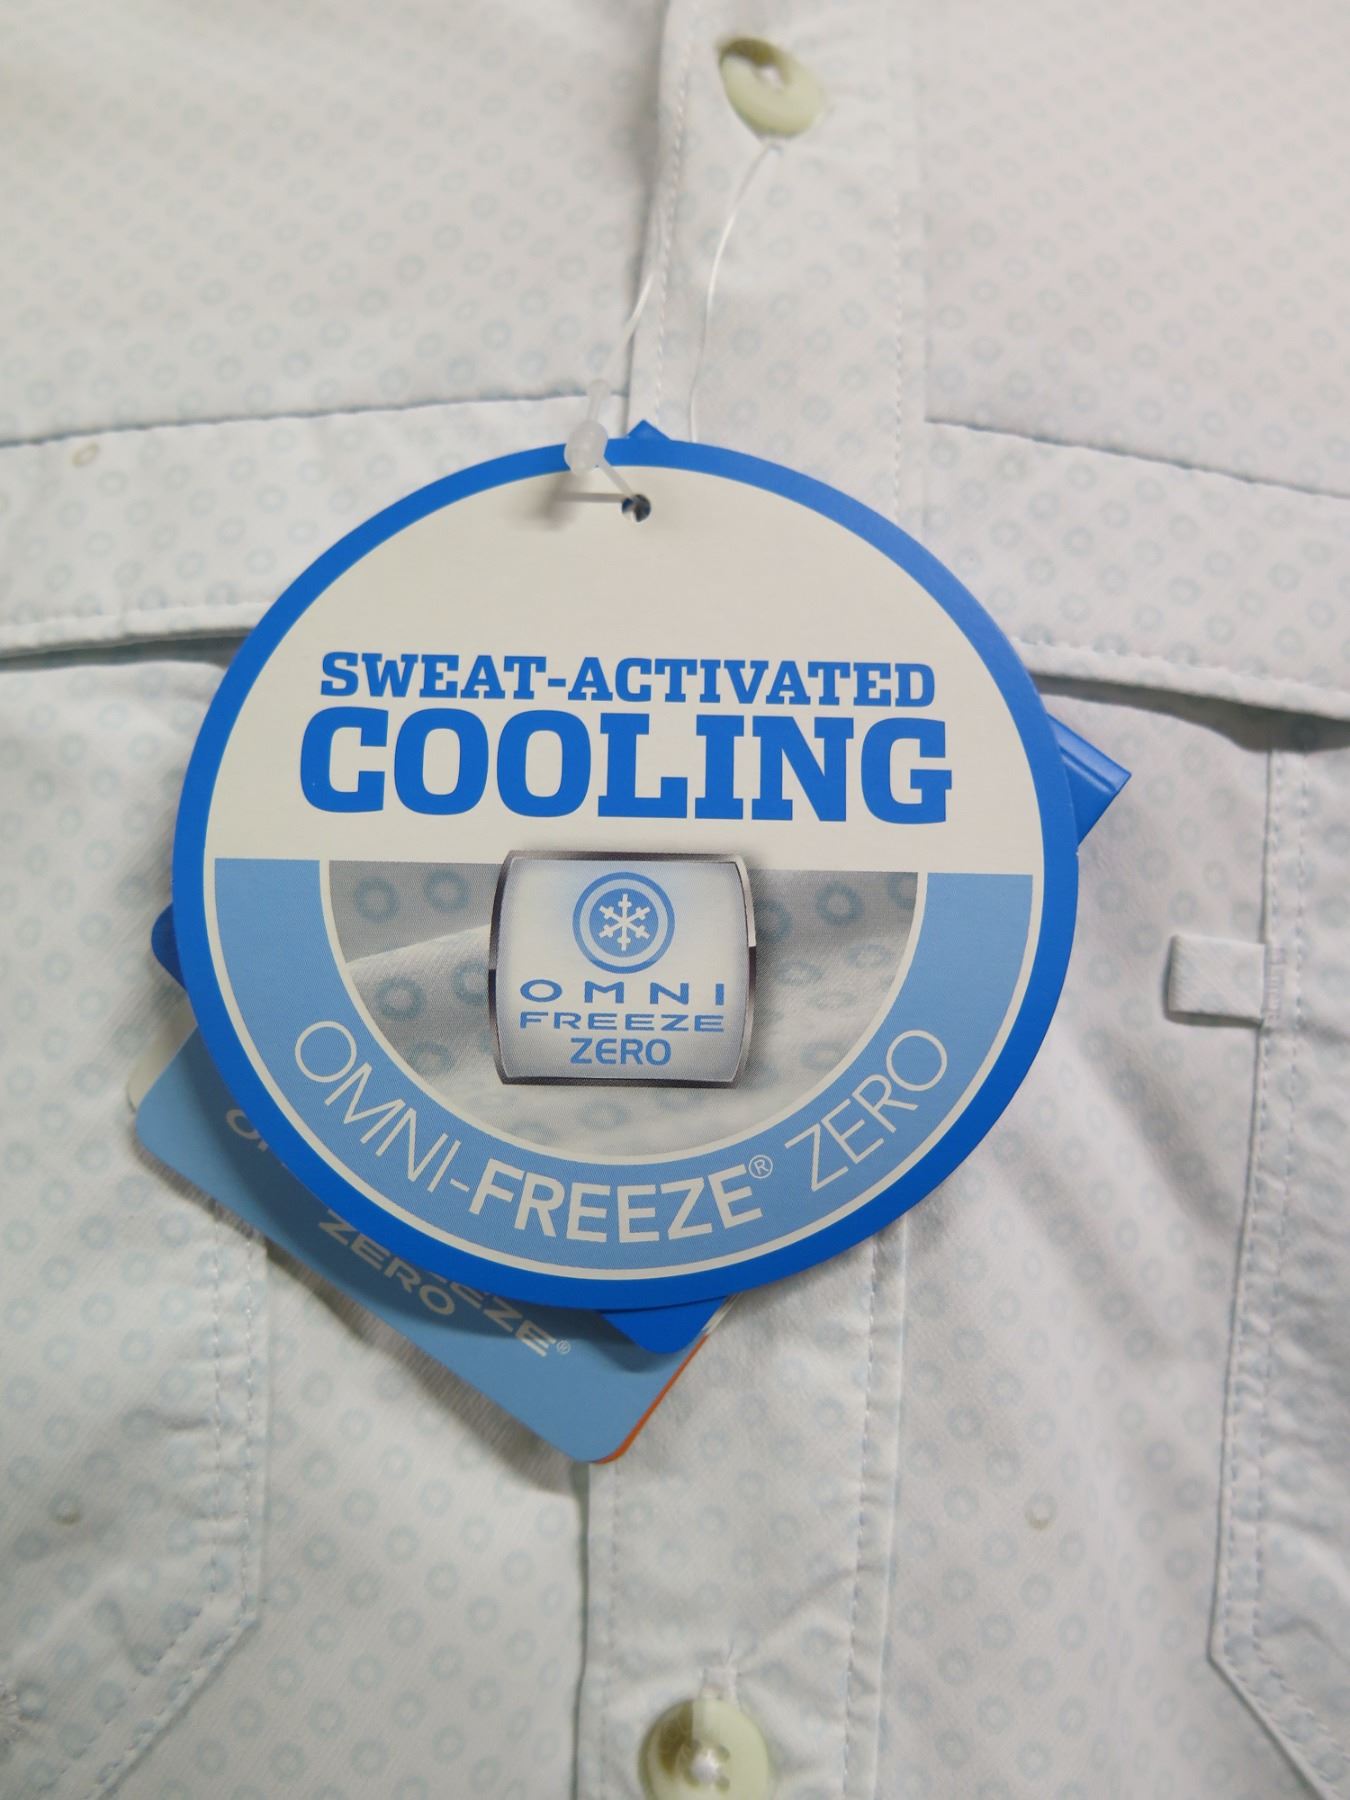 SWEAT-ACTIVATED
COOLING
OMNI
FREEZE
ZERO
OMNI-FREEZE® ZERO
ZERO